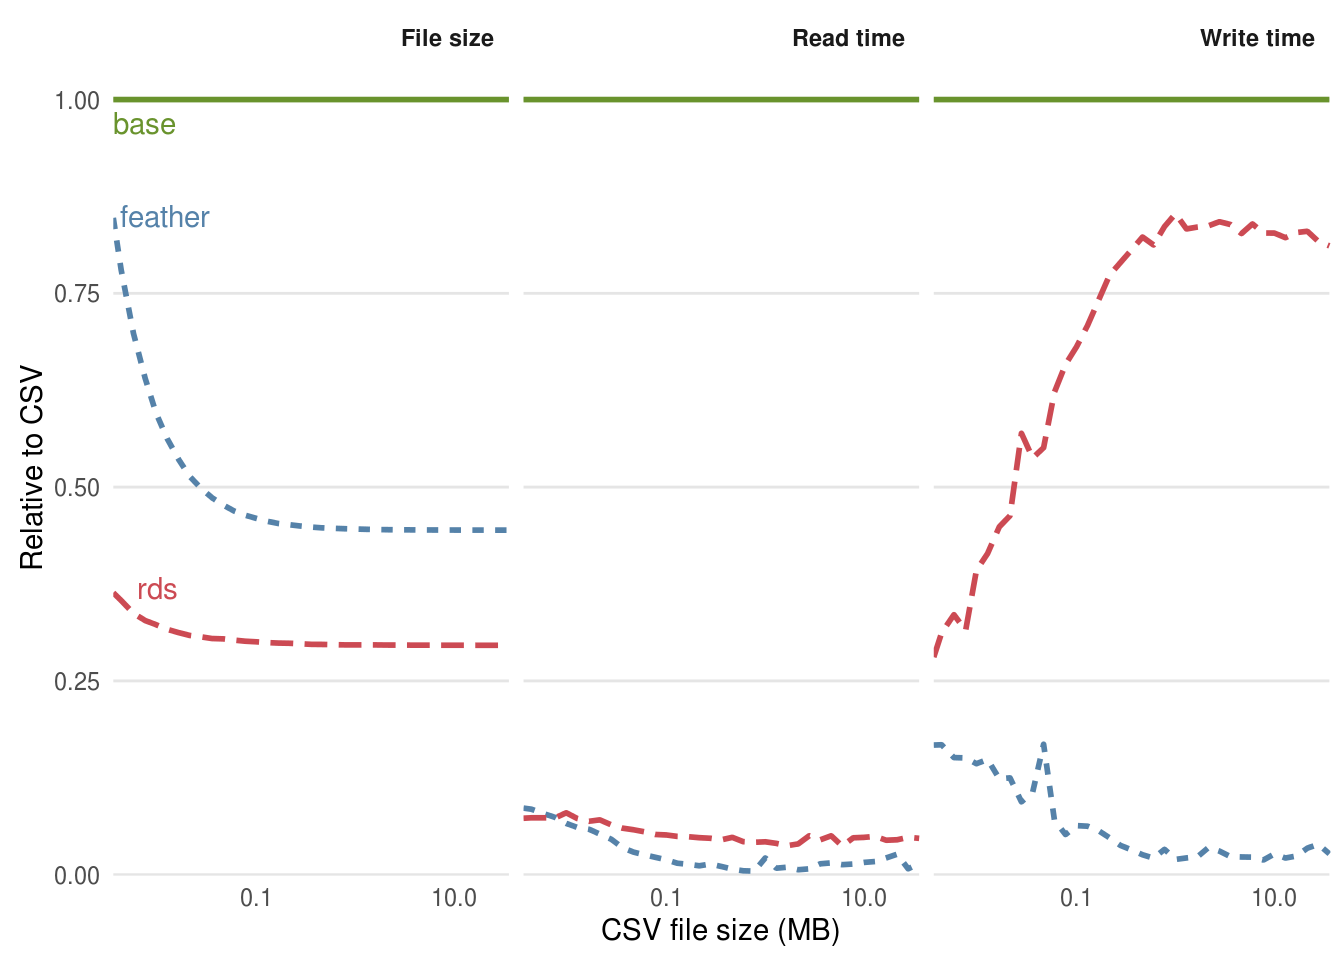 File size
Read time
Write time
1.00
base
feather
0.75
0.50
rds
0.25
0.00
Relative to CSV
0.1
10.0
0.1
10.0
0.1
10.0
CSV file size (MB)